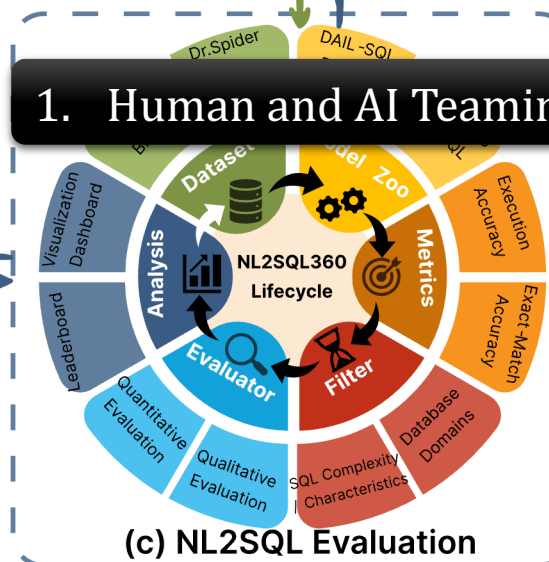 Dr.Spider
DAIL-SQL
1. Human and AI Teamin
Dataset
Zoo
Visualization
Dashboard
Execution
Accuracy
Analysis
NL2SQL360
Lifecycle
Metrics
Leaderboard
Exact-Match
Accuracy
Evaluator
Filter
Quantitative
Evaluation
Qualitative
Evaluation
SQL Complexity
Characteristics
Database
Domains
(c) NL2SQL Evaluation